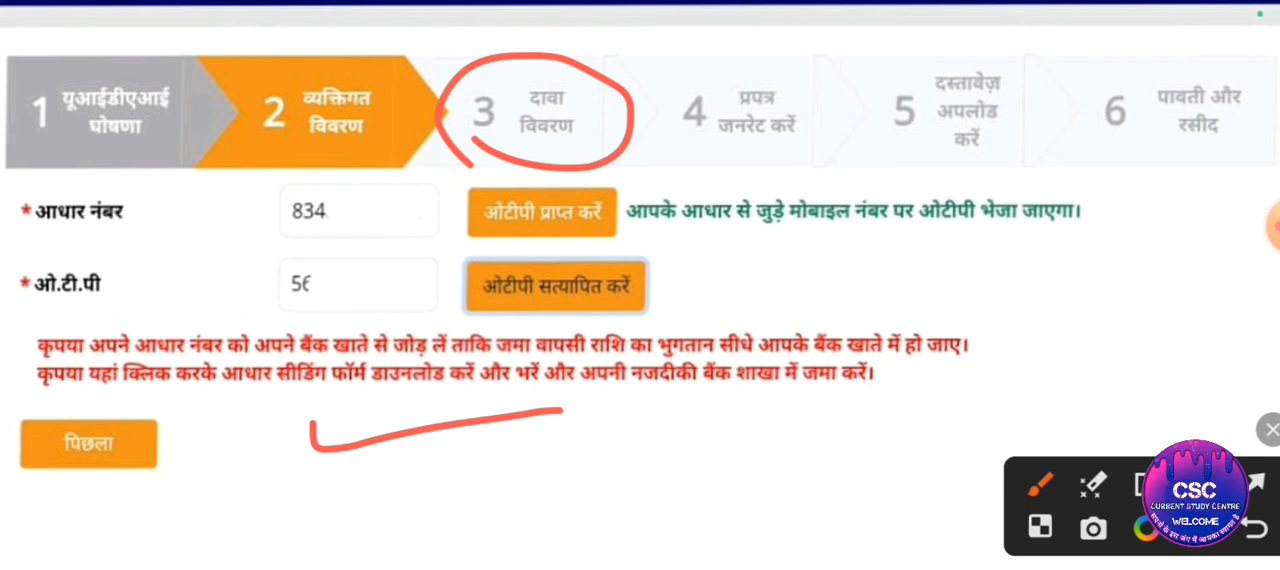 1 यूआईडीएआई घोषणा
2 व्यक्तिगत विवरण
3 दावा विवरण
4 प्रपत्र जनरेट करें
5 दस्तावेज़ अपलोड करें
6 पावती और रसीद
* आधार नंबर 834 ओटीपी प्राप्त करें आपके आधार से जुड़े मोबाइल नंबर पर ओटीपी भेजा जाएगा।
* ओ.टी.पी 56 ओटीपी सत्यापित करें
कृपया अपने आधार नंबर को अपने बैंक खाते से जोड़ लें ताकि जमा वापसी राशि का भुगतान सीधे आपके बैंक खाते में हो जाए।
कृपया यहां क्लिक करके आधार सीडिंग फॉर्म डाउनलोड करें और भरें और अपनी नजदीकी बैंक शाखा में जमा करें।
पिछला
CSC
CURRENT STUDY CENTRE
WELCOME